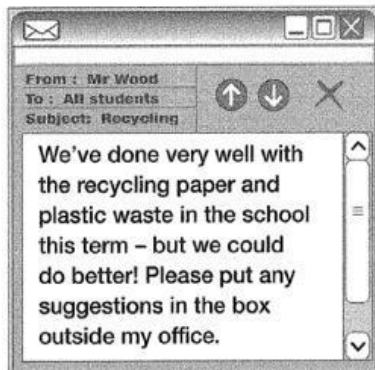 From : Mr Wood
To : All students
Subject: Recycling
We've done very well with
the recycling paper and
plastic waste in the school
this term – but we could
do better! Please put any
suggestions in the box
outside my office.